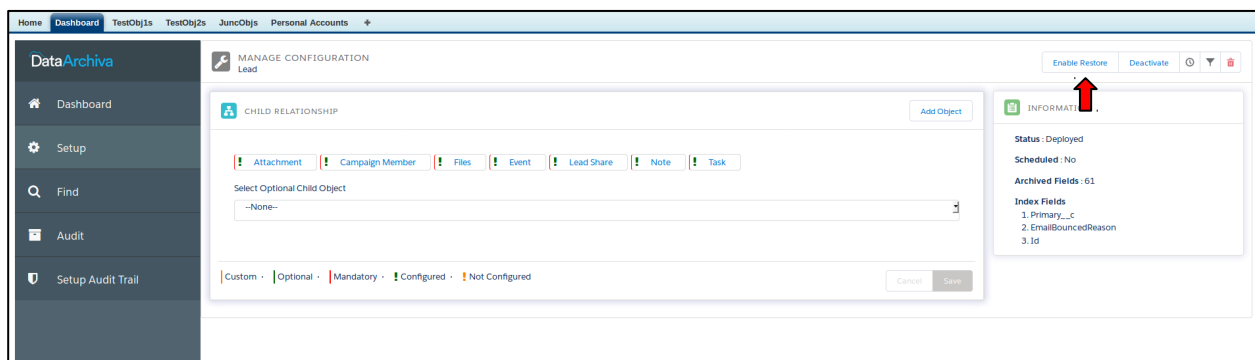 Home Dashboard TestObj1s TestObj2s JuncObjs Personal Accounts +
DataArchiva
Dashboard
Setup
Find
Audit
Setup Audit Trail
MANAGE CONFIGURATION
Lead
Enable Restore Deactivate
CHILD RELATIONSHIP
Add Object
! Attachment ! Campaign Member ! Files ! Event ! Lead Share ! Note ! Task
Select Optional Child Object
--None--
Custom · Optional · Mandatory · ! Configured · ! Not Configured
Cancel Save
Status : Deployed
Scheduled : No
Archived Fields : 61
Index Fields
1. Primary__c
2. EmailBouncedReason
3. Id